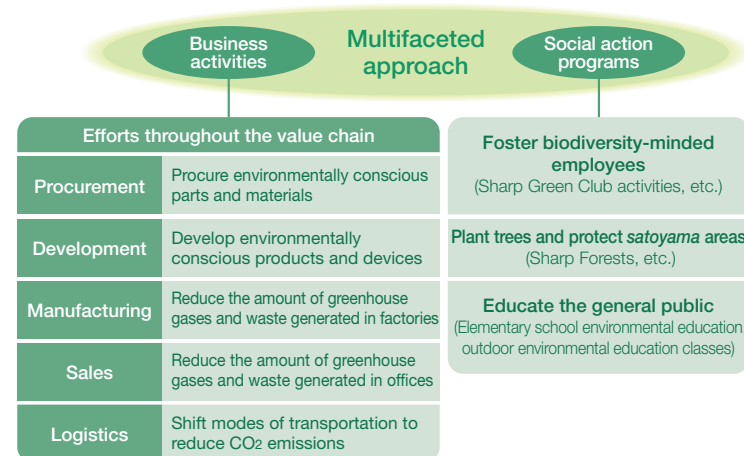 Multifaceted
approach
Business
activities
Social action
programs
Efforts throughout the value chain
Procurement
Procure environmentally conscious
parts and materials
Development
Develop environmentally
conscious products and devices
Manufacturing
Reduce the amount of greenhouse
gases and waste generated in factories
Sales
Reduce the amount of greenhouse
gases and waste generated in offices
Logistics
Shift modes of transportation to
reduce CO2 emissions
Foster biodiversity-minded
employees
(Sharp Green Club activities, etc.)
Plant trees and protect satoyama areas
(Sharp Forests, etc.)
Educate the general public
(Elementary school environmental education
outdoor environmental education classes)